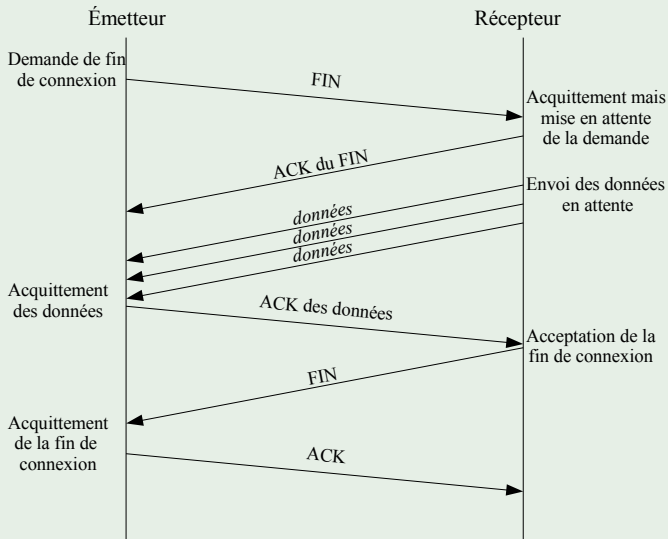 Émetteur
Récepteur
Demande de fin
de connexion
FIN
Acquittement mais
mise en attente
de la demande
ACK du FIN
Envoi des données
en attente
données
données
données
Acquittement
des données
ACK des données
Acceptation de la
fin de connexion
FIN
Acquittement
de la fin de
connexion
ACK